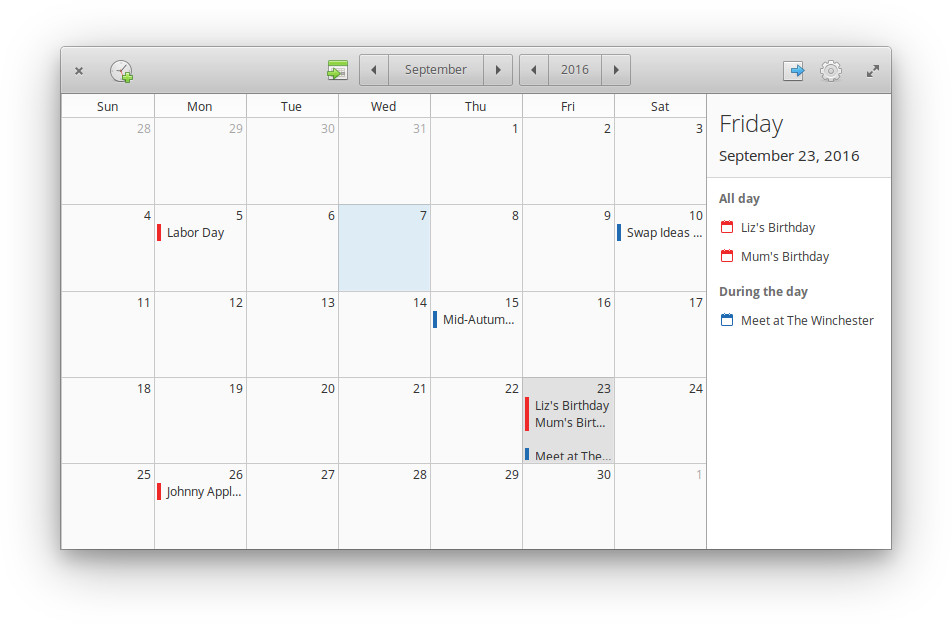 September 2016
Sun Mon Tue Wed Thu Fri Sat
28 29 30 31 1 2 3
4 5 6 7 8 9 10
Labor Day Swap Ideas ...
11 12 13 14 15 16 17
Mid-Autum...
18 19 20 21 22 23 24
Liz's Birthday
Mum's Birt...
Meet at The...
25 26 27 28 29 30 1
Johnny Appl...
Friday
September 23, 2016
All day
Liz's Birthday
Mum's Birthday
During the day
Meet at The Winchester